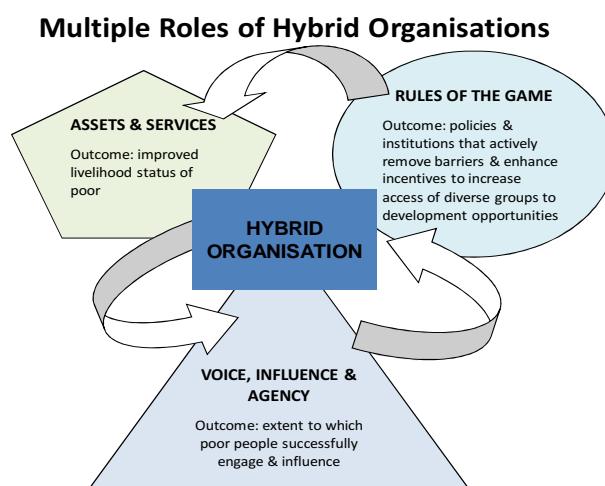 Multiple Roles of Hybrid Organisations
ASSETS & SERVICES
Outcome: improved
livelihood status of
poor
RULES OF THE GAME
Outcome: policies &
institutions that actively
remove barriers & enhance
incentives to increase
access of diverse groups to
development opportunities
HYBRID
ORGANISATION
VOICE, INFLUENCE &
AGENCY
Outcome: extent to which
poor people successfully
engage & influence